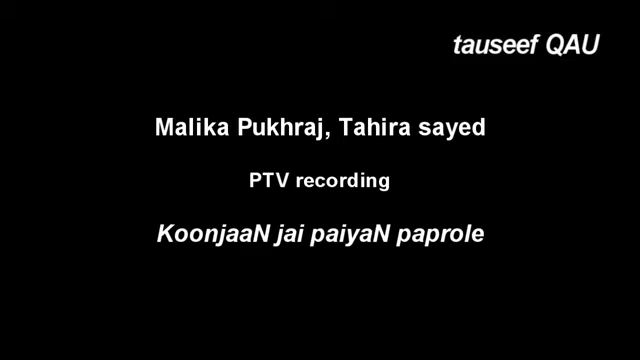 tauseef QAU
Malika Pukhraj, Tahira sayed
PTV recording
KoonjaaN jai paiyaN paprole